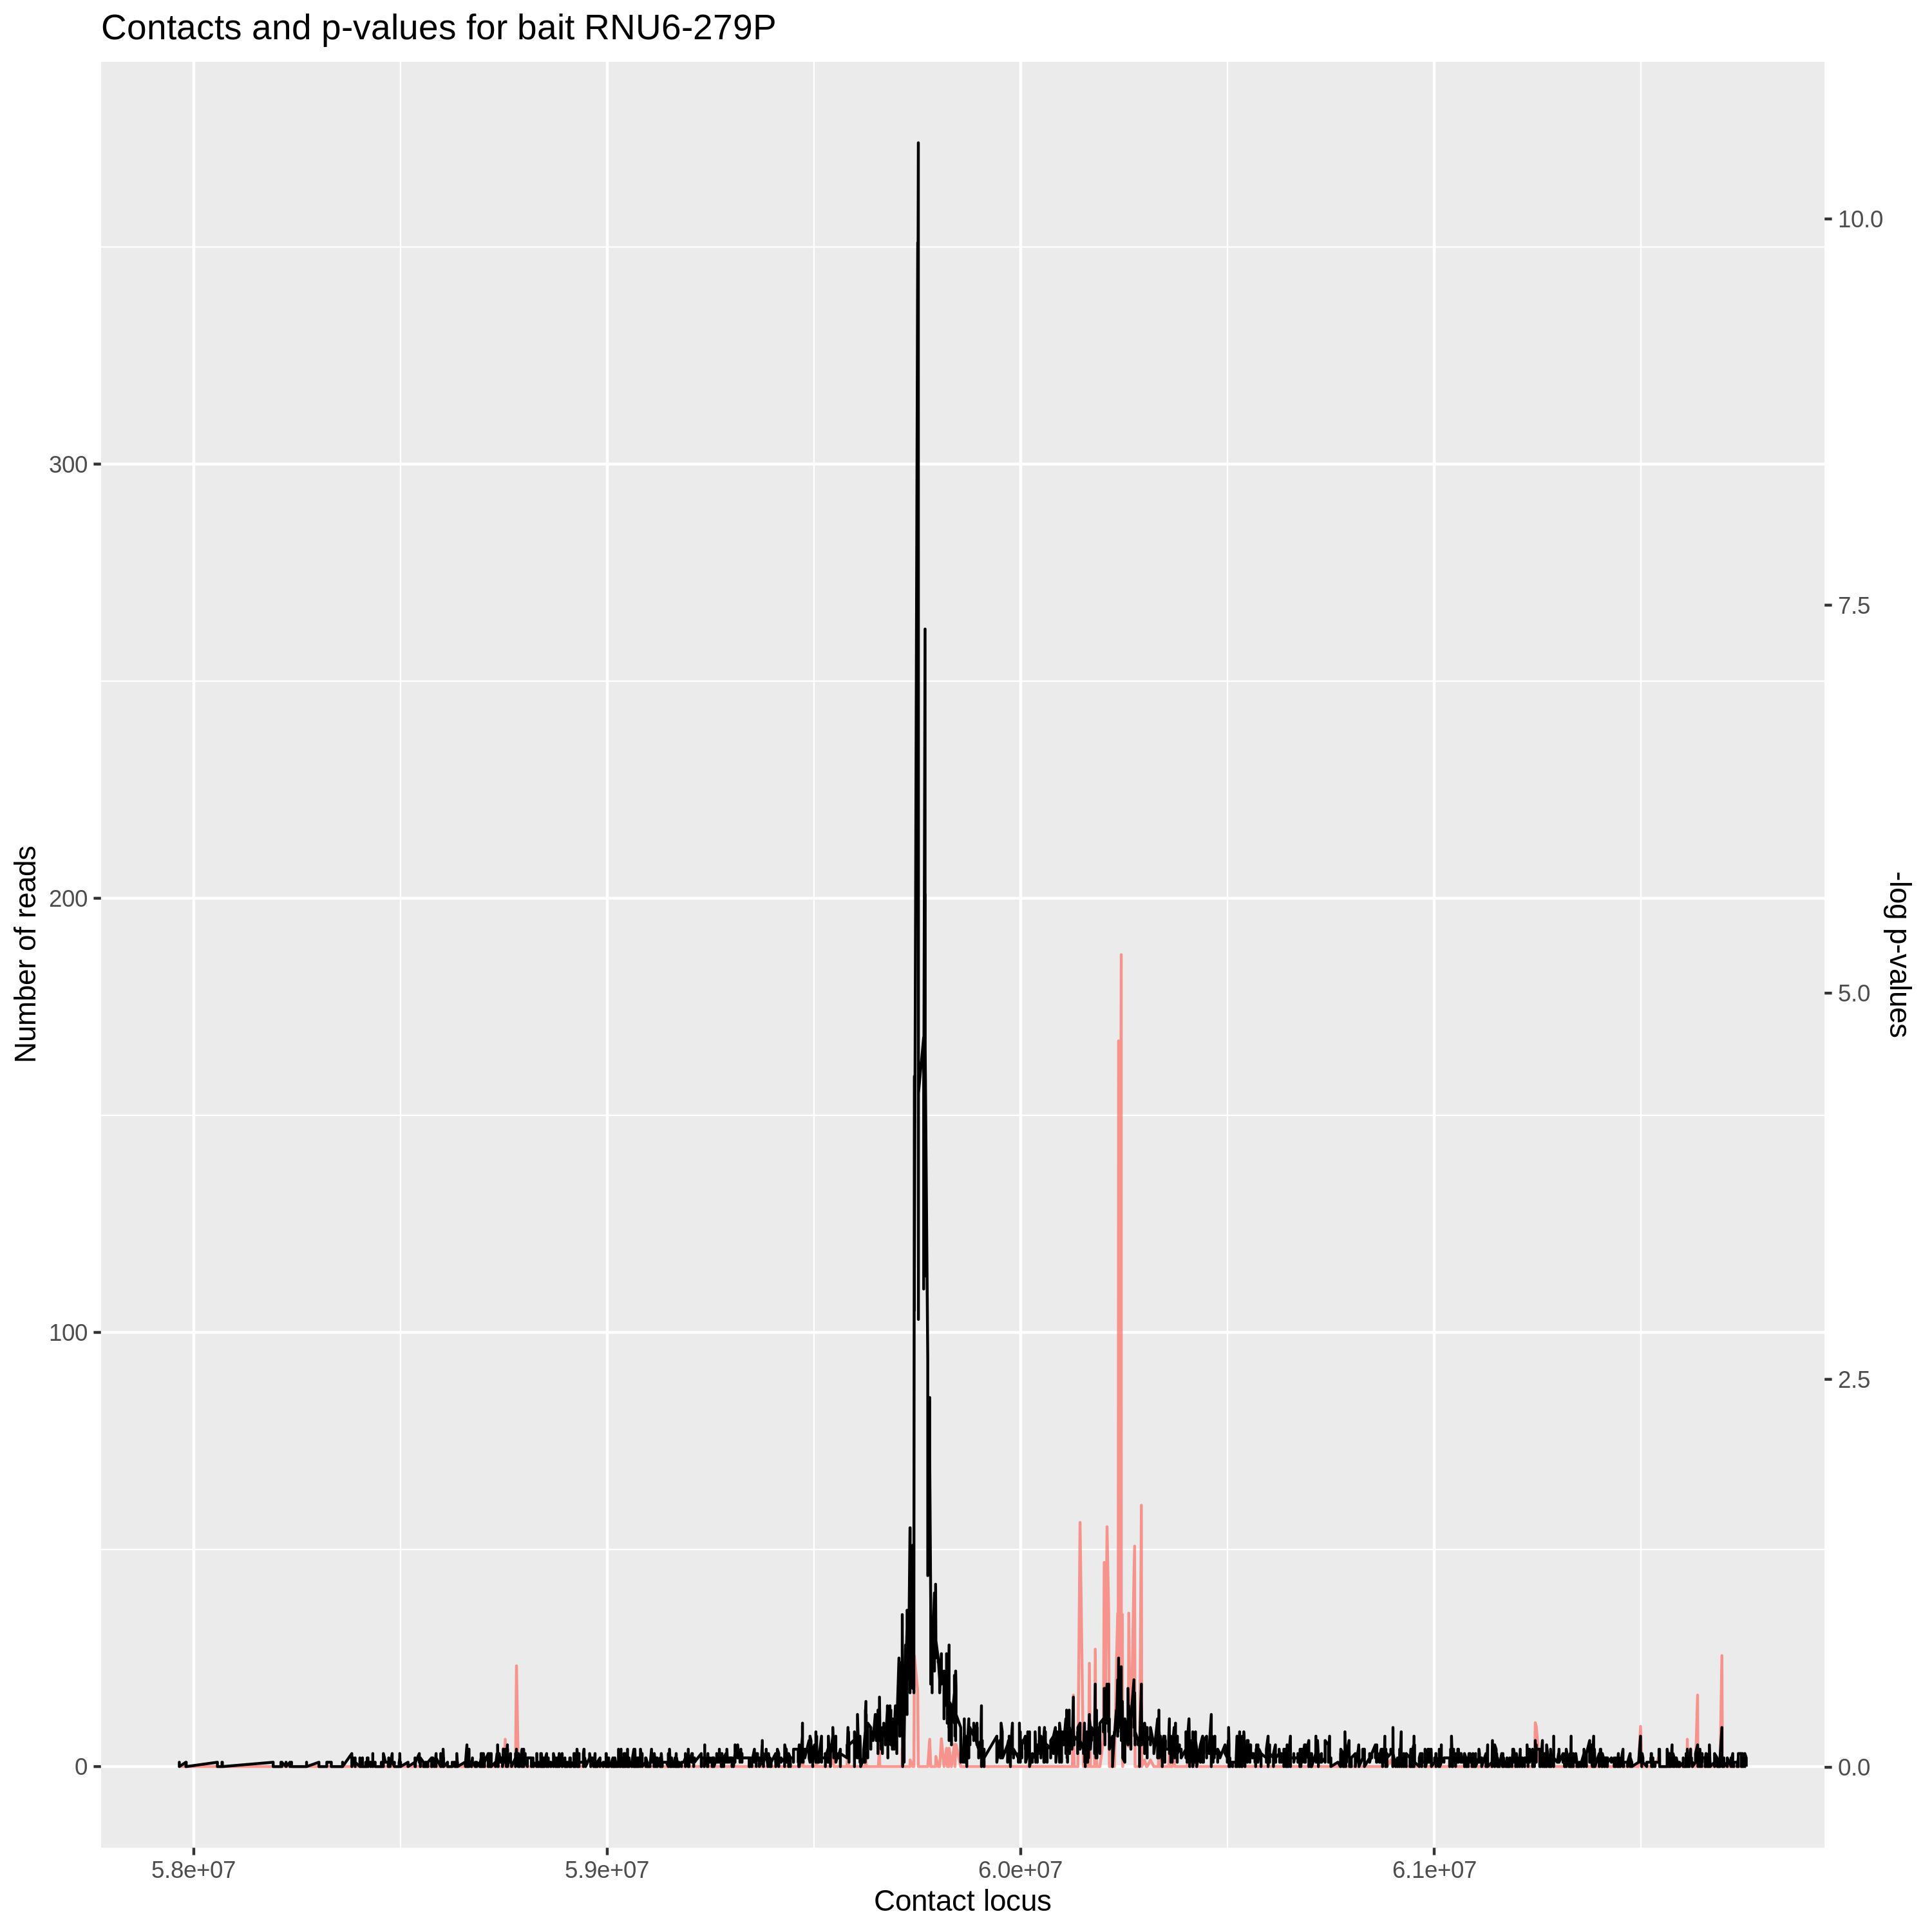 Contacts and p-values for bait RNU6-279P
Number of reads
300
200
100
0
10.0
7.5
5.0
2.5
0.0
-log p-values
5.8e+07
5.9e+07
6.0e+07
6.1e+07
Contact locus